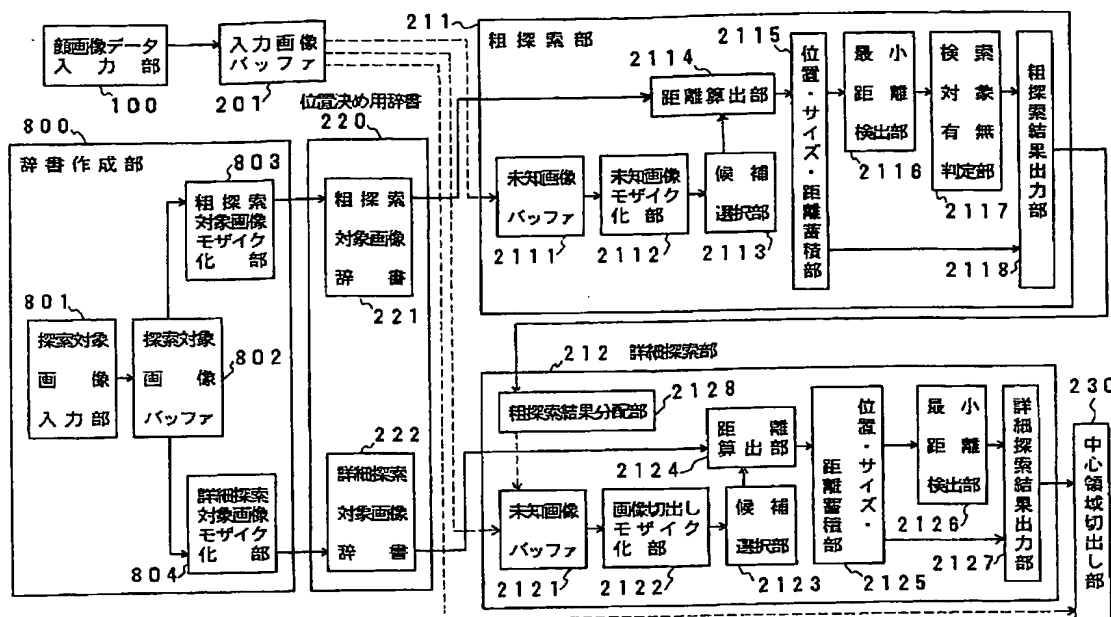 顔画像データ
入力部
100
入力画像
バッファ
201
位置決め用辞書
220
800
辞書作成部
803
粗探索
対象画像
モザイク
化部
801
探索対象
画像
入力部
探索対象
画像
バッファ
802
詳細探索
対象画像
モザイク
化部
804
粗探索
対象画像
辞書
221
222
詳細探索
対象画像
辞書
211
粗探索部
2114
距離算出部
未知画像
バッファ
2111
未知画像
モザイク
化部
2112
候補
選択部
2113
2115
位置・サイズ・距離蓄積部
最小
距離
検出部
2116
検索
対象
有無
判定部
2117
粗探索結果出力部
2118
212 詳細探索部
粗探索結果分配部
2128
距離
算出部
2124
未知画像
バッファ
2121
画像切出し
モザイク
化部
2122
候補
選択部
2123
位置・サイズ・
距離蓄積部
2125
最小
距離
検出部
2126
詳細探索結果出力部
2127
230
中心領域切出し部